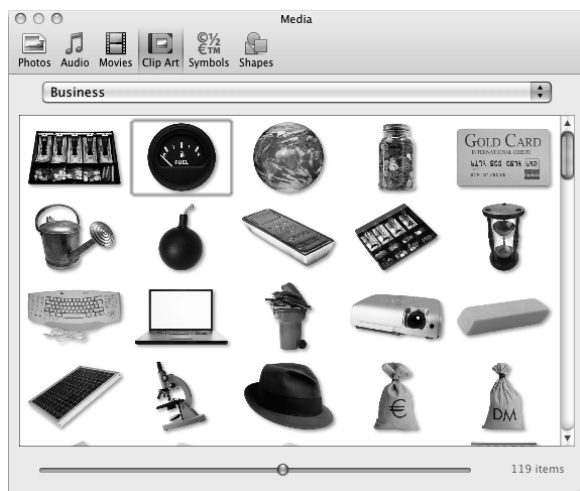 Media
Photos Audio Movies Clip Art Symbols Shapes
Business
FUEL
GOLD CARD
INTERNATIONAL CREDIT
€
DM
119 items